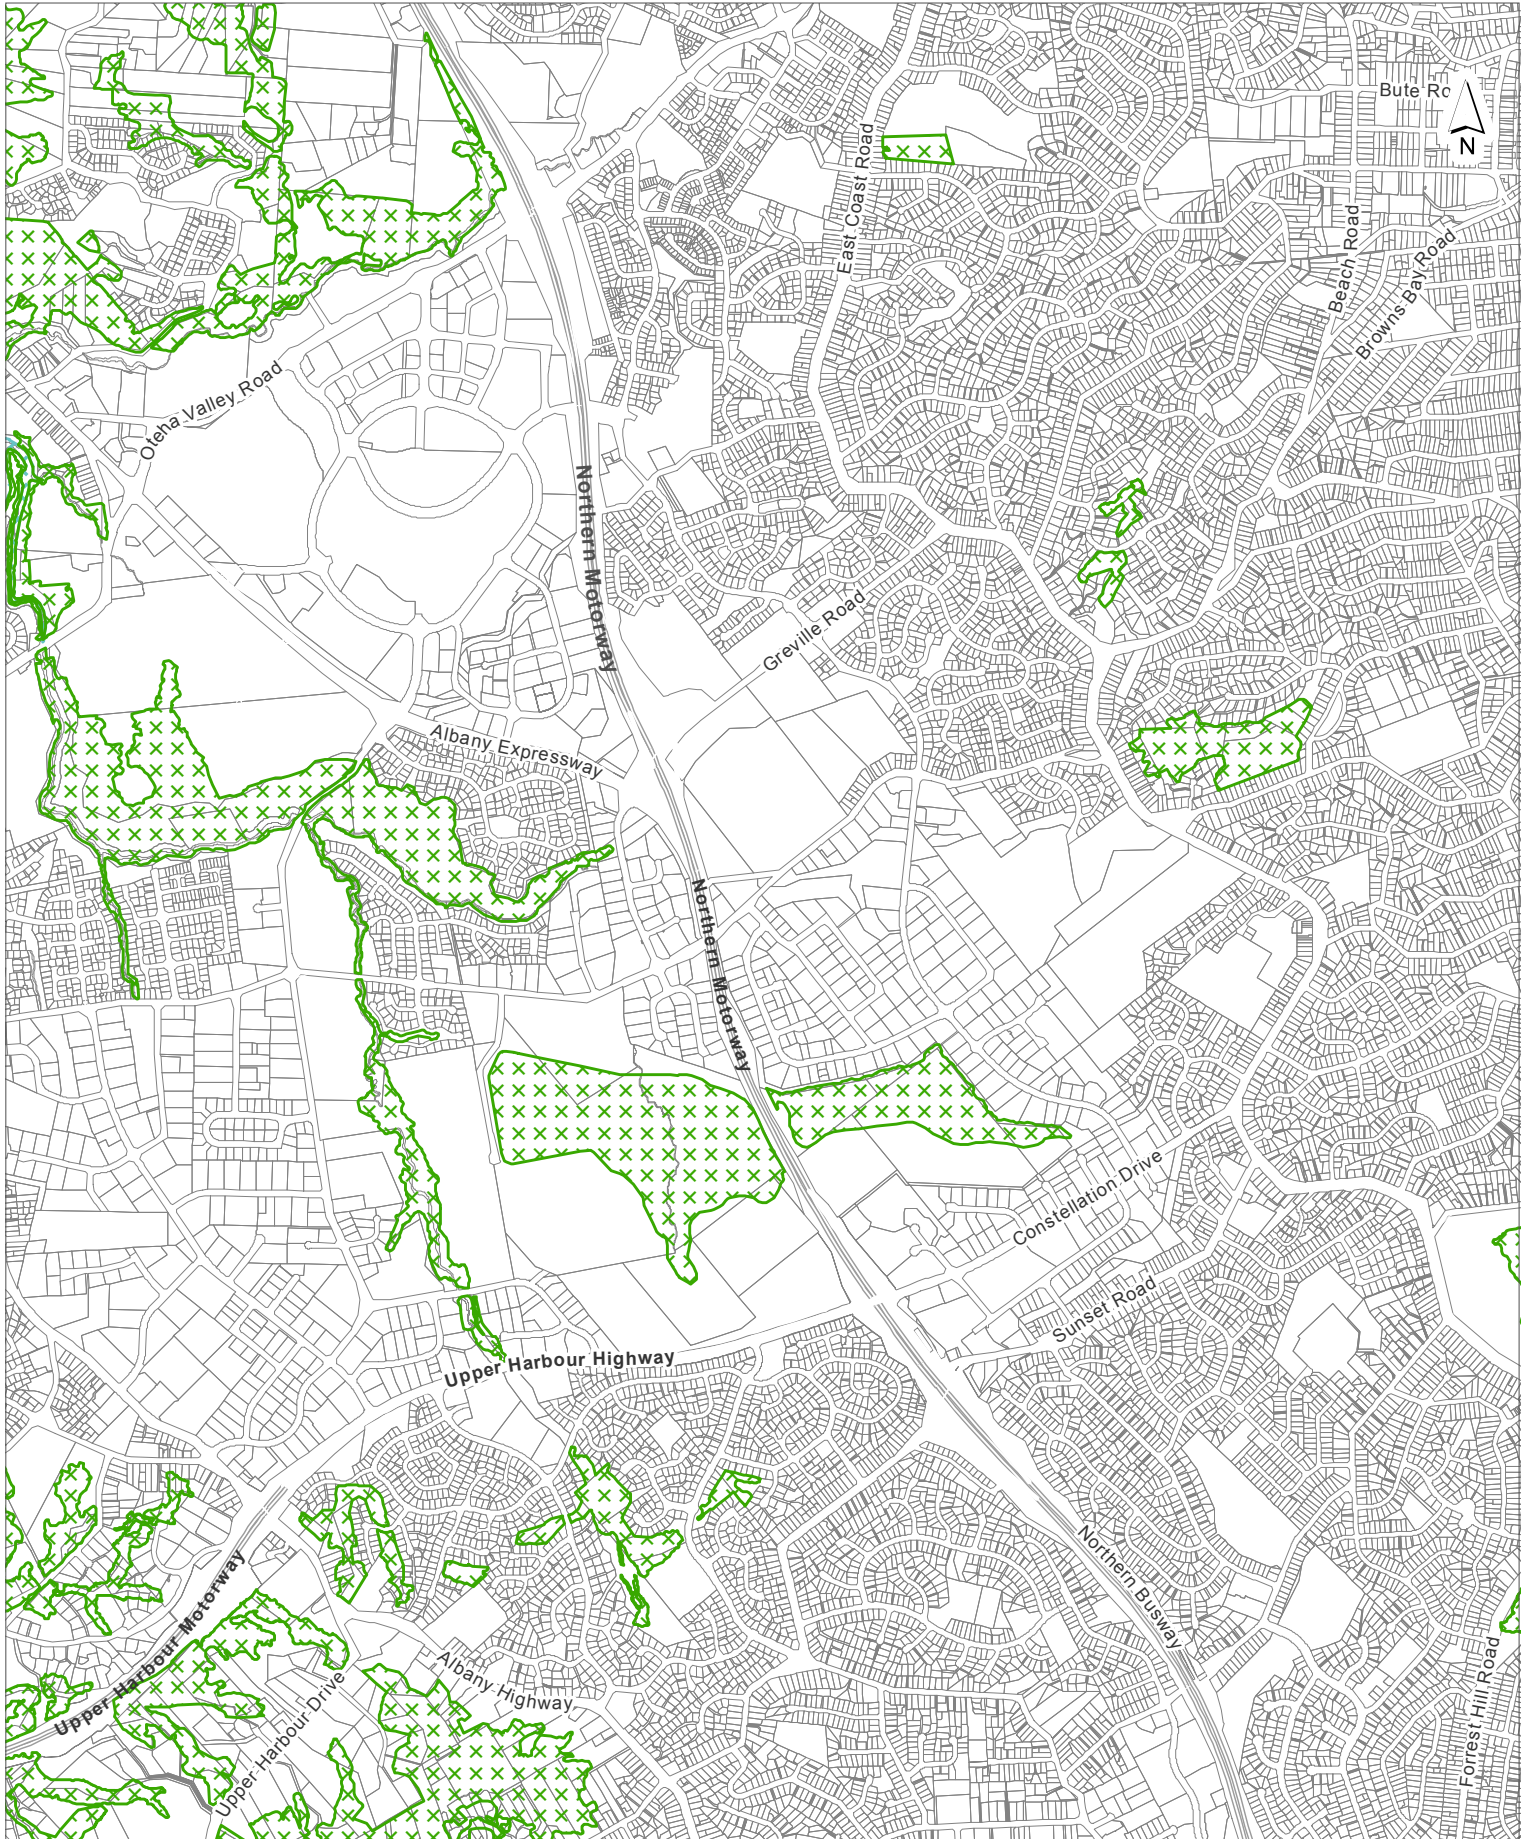 Bute Ro
N
East Coast Road
Beach Road
Browns Bay Road
Oteha Valley Road
Northern Motorway
Greville Road
Albany Expressway
Northern Motorway
Constellation Drive
Sunset Road
Upper Harbour Highway
Northern Busway
Upper Harbour Motorway
Albany Highway
Upper Harbour Drive
Forrest Hill Road